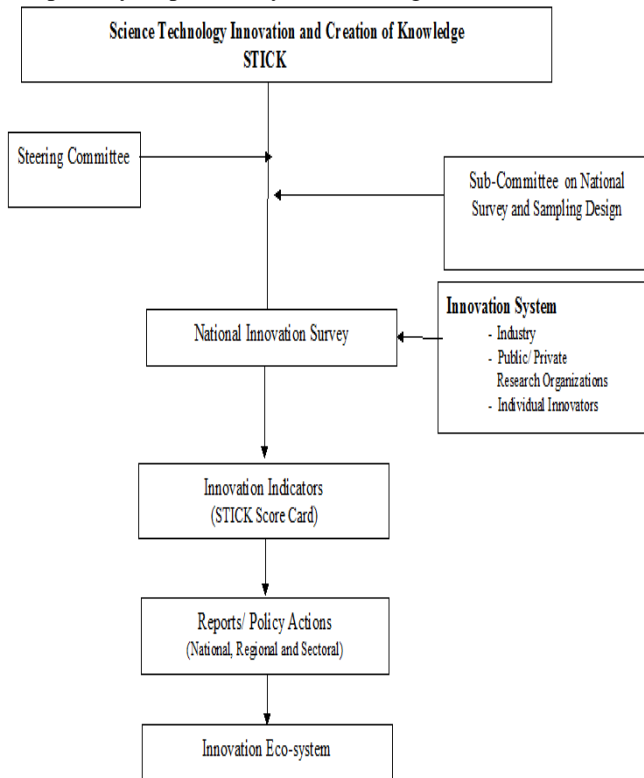 Science Technology Innovation and Creation of Knowledge
STICK
Steering Committee
Sub-Committee on National
Survey and Sampling Design
Innovation System
- Industry
- Public/ Private
Research Organizations
- Individual Innovators
National Innovation Survey
Innovation Indicators
(STICK Score Card)
Reports/ Policy Actions
(National, Regional and Sectoral)
Innovation Eco-system